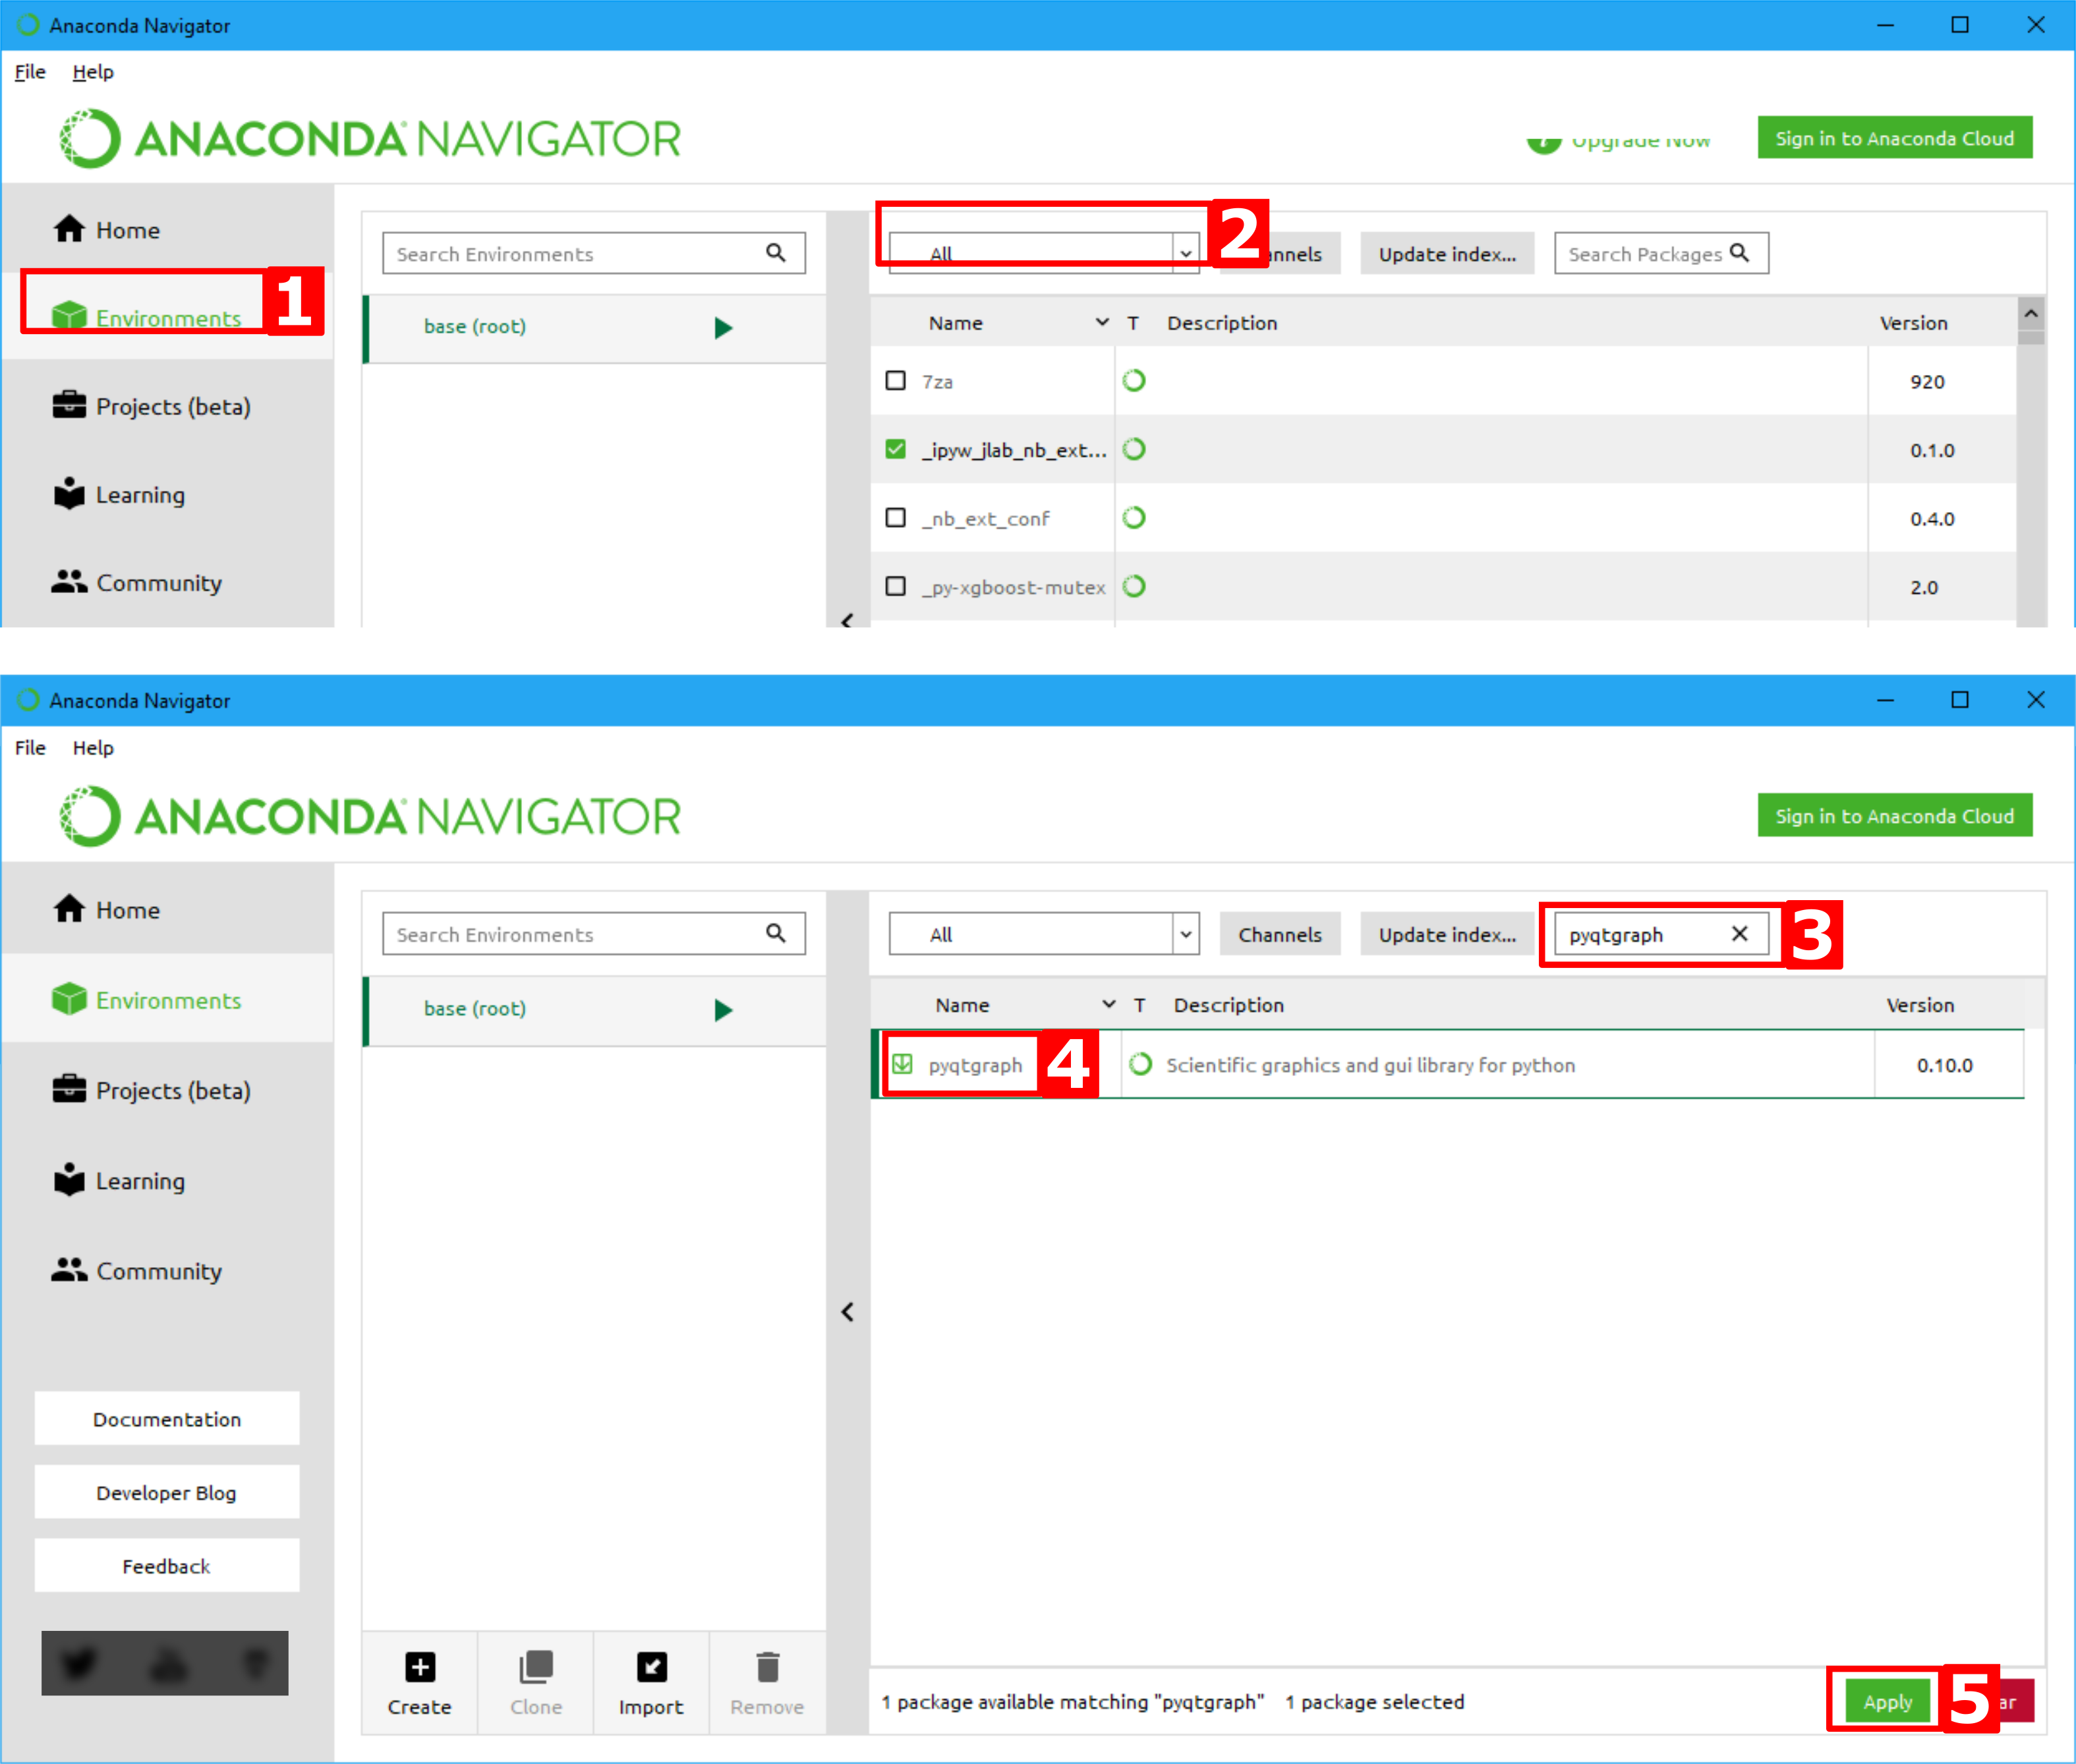 Anaconda Navigator
File Help
ANACONDA NAVIGATOR
Upgrade Now
Sign in to Anaconda Cloud
Home
Environments
1
Projects (beta)
Learning
Community
Search Environments
base (root)
All
2
Update index...
Search Packages
Name T Description Version
7za 920
_ipyw_jlab_nb_ext... 0.1.0
_nb_ext_conf 0.4.0
_py-xgboost-mutex 2.0
Anaconda Navigator
File Help
ANACONDA NAVIGATOR
Sign in to Anaconda Cloud
Home
Environments
Projects (beta)
Learning
Community
Documentation
Developer Blog
Feedback
Search Environments
base (root)
Create Clone Import Remove
All Channels Update index... pyqtgraph 3
Name T Description Version
pyqtgraph 4 Scientific graphics and gui library for python 0.10.0
1 package available matching "pyqtgraph" 1 package selected
Apply 5